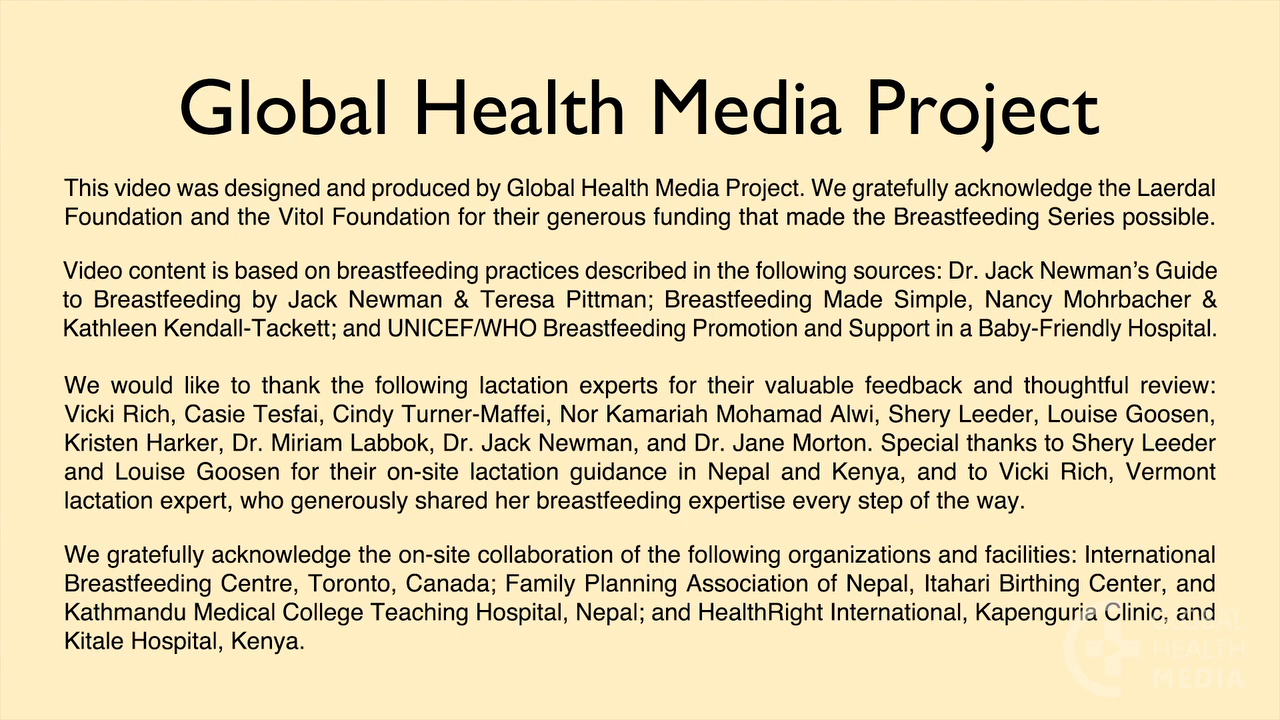 Global Health Media Project
This video was designed and produced by Global Health Media Project. We gratefully acknowledge the Laerdal
Foundation and the Vitol Foundation for their generous funding that made the Breastfeeding Series possible.
Video content is based on breastfeeding practices described in the following sources: Dr. Jack Newman's Guide
to Breastfeeding by Jack Newman & Teresa Pittman; Breastfeeding Made Simple, Nancy Mohrbacher &
Kathleen Kendall-Tackett; and UNICEF/WHO Breastfeeding Promotion and Support in a Baby-Friendly Hospital.
We would like to thank the following lactation experts for their valuable feedback and thoughtful review:
Vicki Rich, Casie Tesfai, Cindy Turner-Maffei, Nor Kamariah Mohamad Alwi, Shery Leeder, Louise Goosen,
Kristen Harker, Dr. Miriam Labbok, Dr. Jack Newman, and Dr. Jane Morton. Special thanks to Shery Leeder
and Louise Goosen for their on-site lactation guidance in Nepal and Kenya, and to Vicki Rich, Vermont
lactation expert, who generously shared her breastfeeding expertise every step of the way.
We gratefully acknowledge the on-site collaboration of the following organizations and facilities: International
Breastfeeding Centre, Toronto, Canada; Family Planning Association of Nepal, Itahari Birthing Center, and
Kathmandu Medical College Teaching Hospital, Nepal; and HealthRight International, Kapenguria Clinic, and
Kitale Hospital, Kenya.
GLOBAL
HEALTH
MEDIA